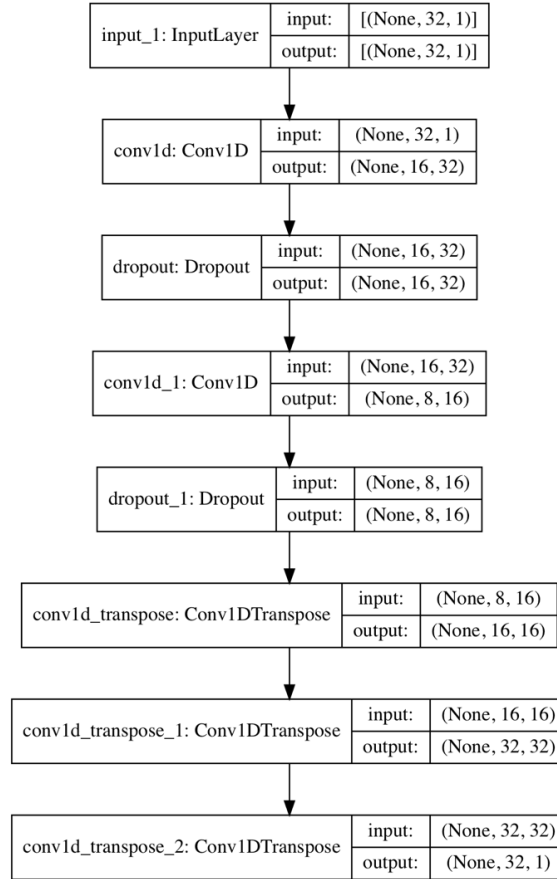 input_1: InputLayer
input: [(None, 32, 1)]
output: [(None, 32, 1)]
conv1d: Conv1D
input: (None, 32, 1)
output: (None, 16, 32)
dropout: Dropout
input: (None, 16, 32)
output: (None, 16, 32)
conv1d_1: Conv1D
input: (None, 16, 32)
output: (None, 8, 16)
dropout_1: Dropout
input: (None, 8, 16)
output: (None, 8, 16)
conv1d_transpose: Conv1DTranspose
input: (None, 8, 16)
output: (None, 16, 16)
conv1d_transpose_1: Conv1DTranspose
input: (None, 16, 16)
output: (None, 32, 32)
conv1d_transpose_2: Conv1DTranspose
input: (None, 32, 32)
output: (None, 32, 1)